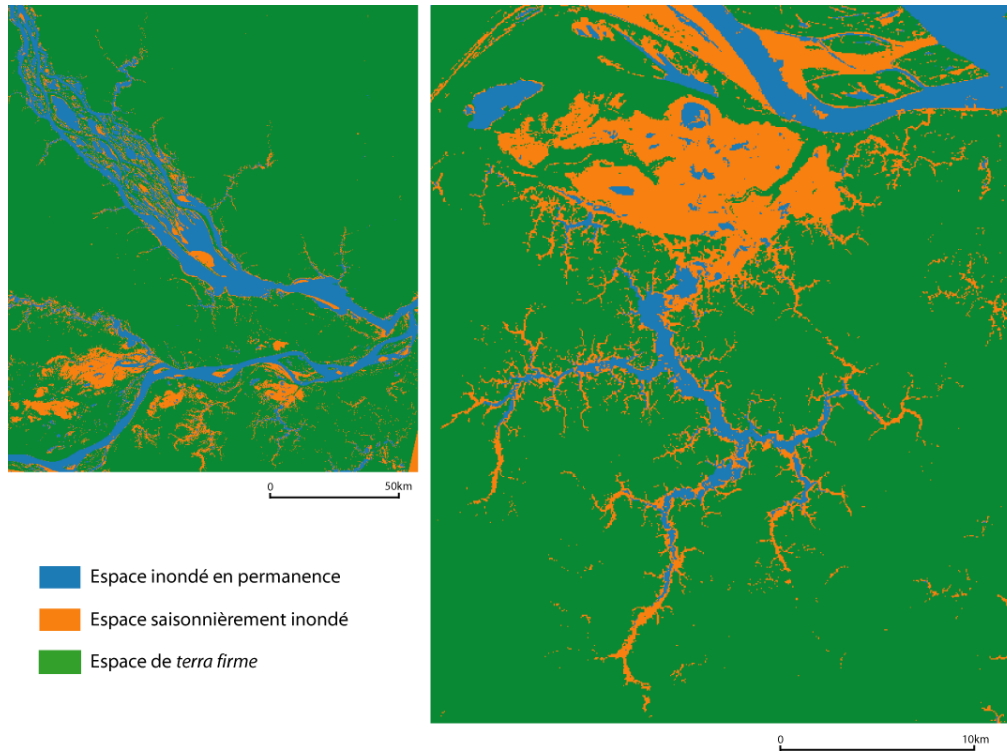 0 50km
Espace inondé en permanence
Espace saisonnièrement inondé
Espace de terra firme
0 10km